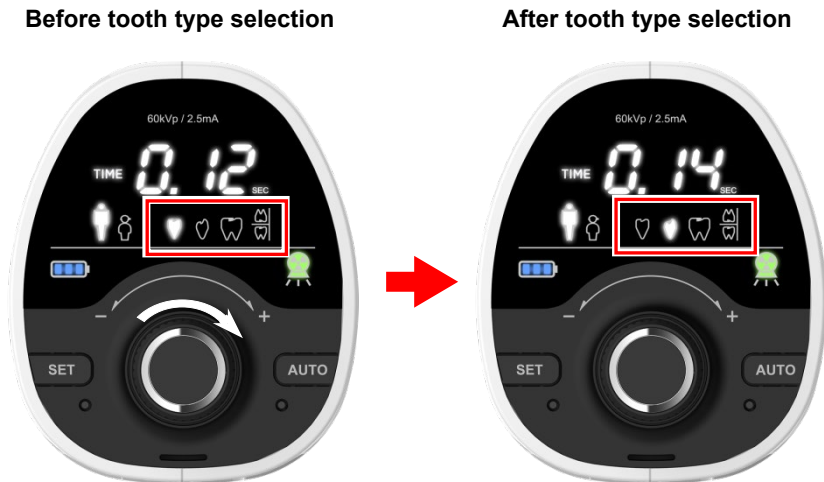 Before tooth type selection
After tooth type selection
60kVp / 2.5mA
TIME 0.12 SEC
- +
SET AUTO
60kVp / 2.5mA
TIME 0.14 SEC
- +
SET AUTO